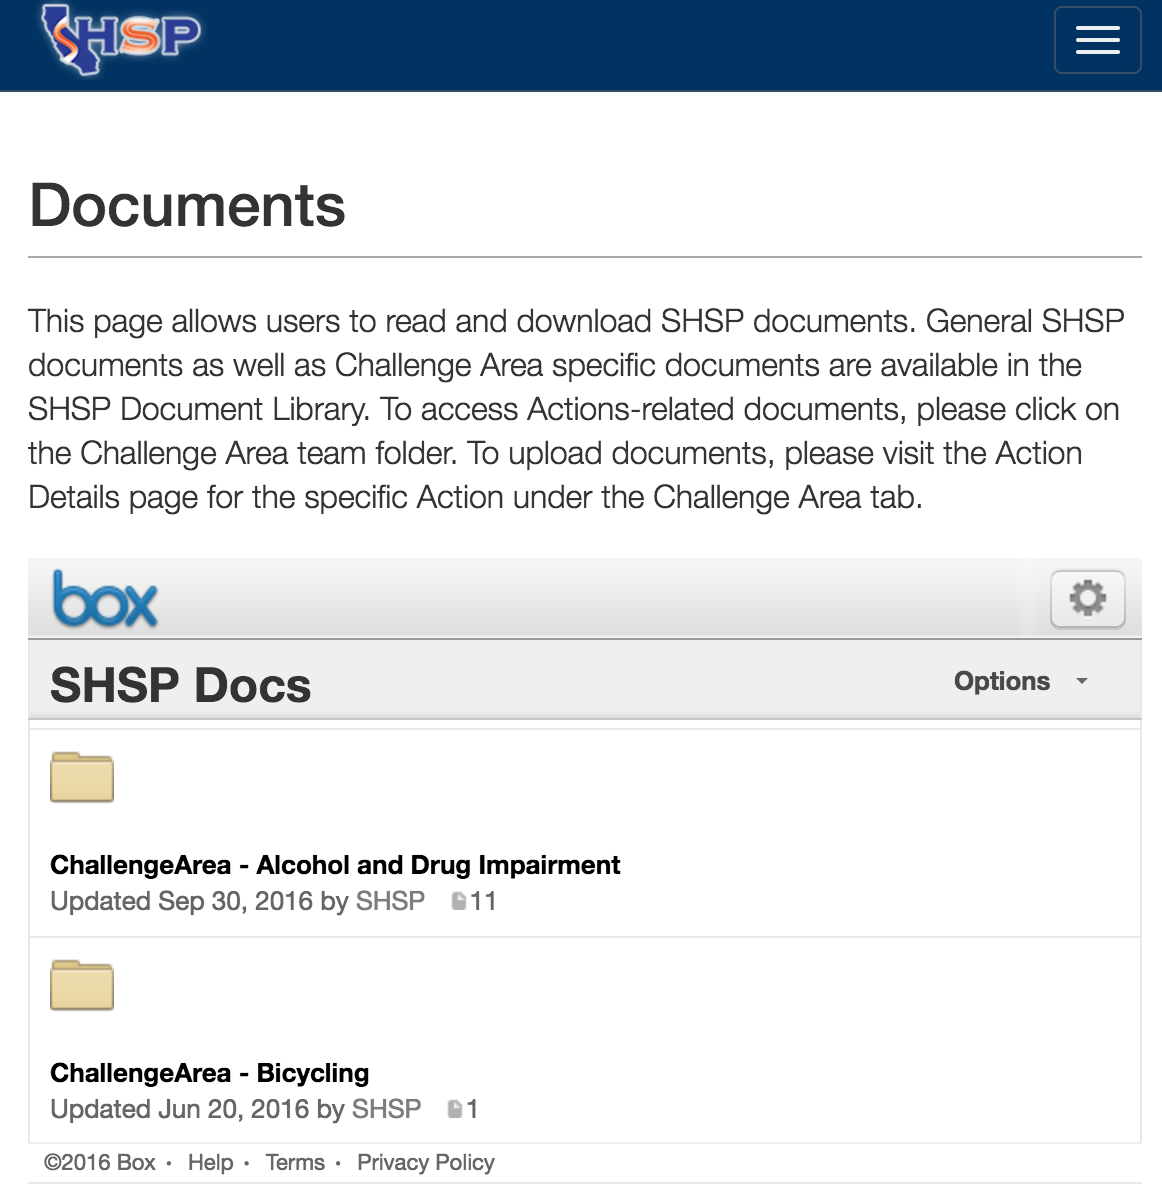 SHSP
Documents
This page allows users to read and download SHSP documents. General SHSP
documents as well as Challenge Area specific documents are available in the
SHSP Document Library. To access Actions-related documents, please click on
the Challenge Area team folder. To upload documents, please visit the Action
Details page for the specific Action under the Challenge Area tab.
box
SHSP Docs
Options
ChallengeArea - Alcohol and Drug Impairment
Updated Sep 30, 2016 by SHSP 11
ChallengeArea - Bicycling
Updated Jun 20, 2016 by SHSP 1
©2016 Box · Help · Terms · Privacy Policy